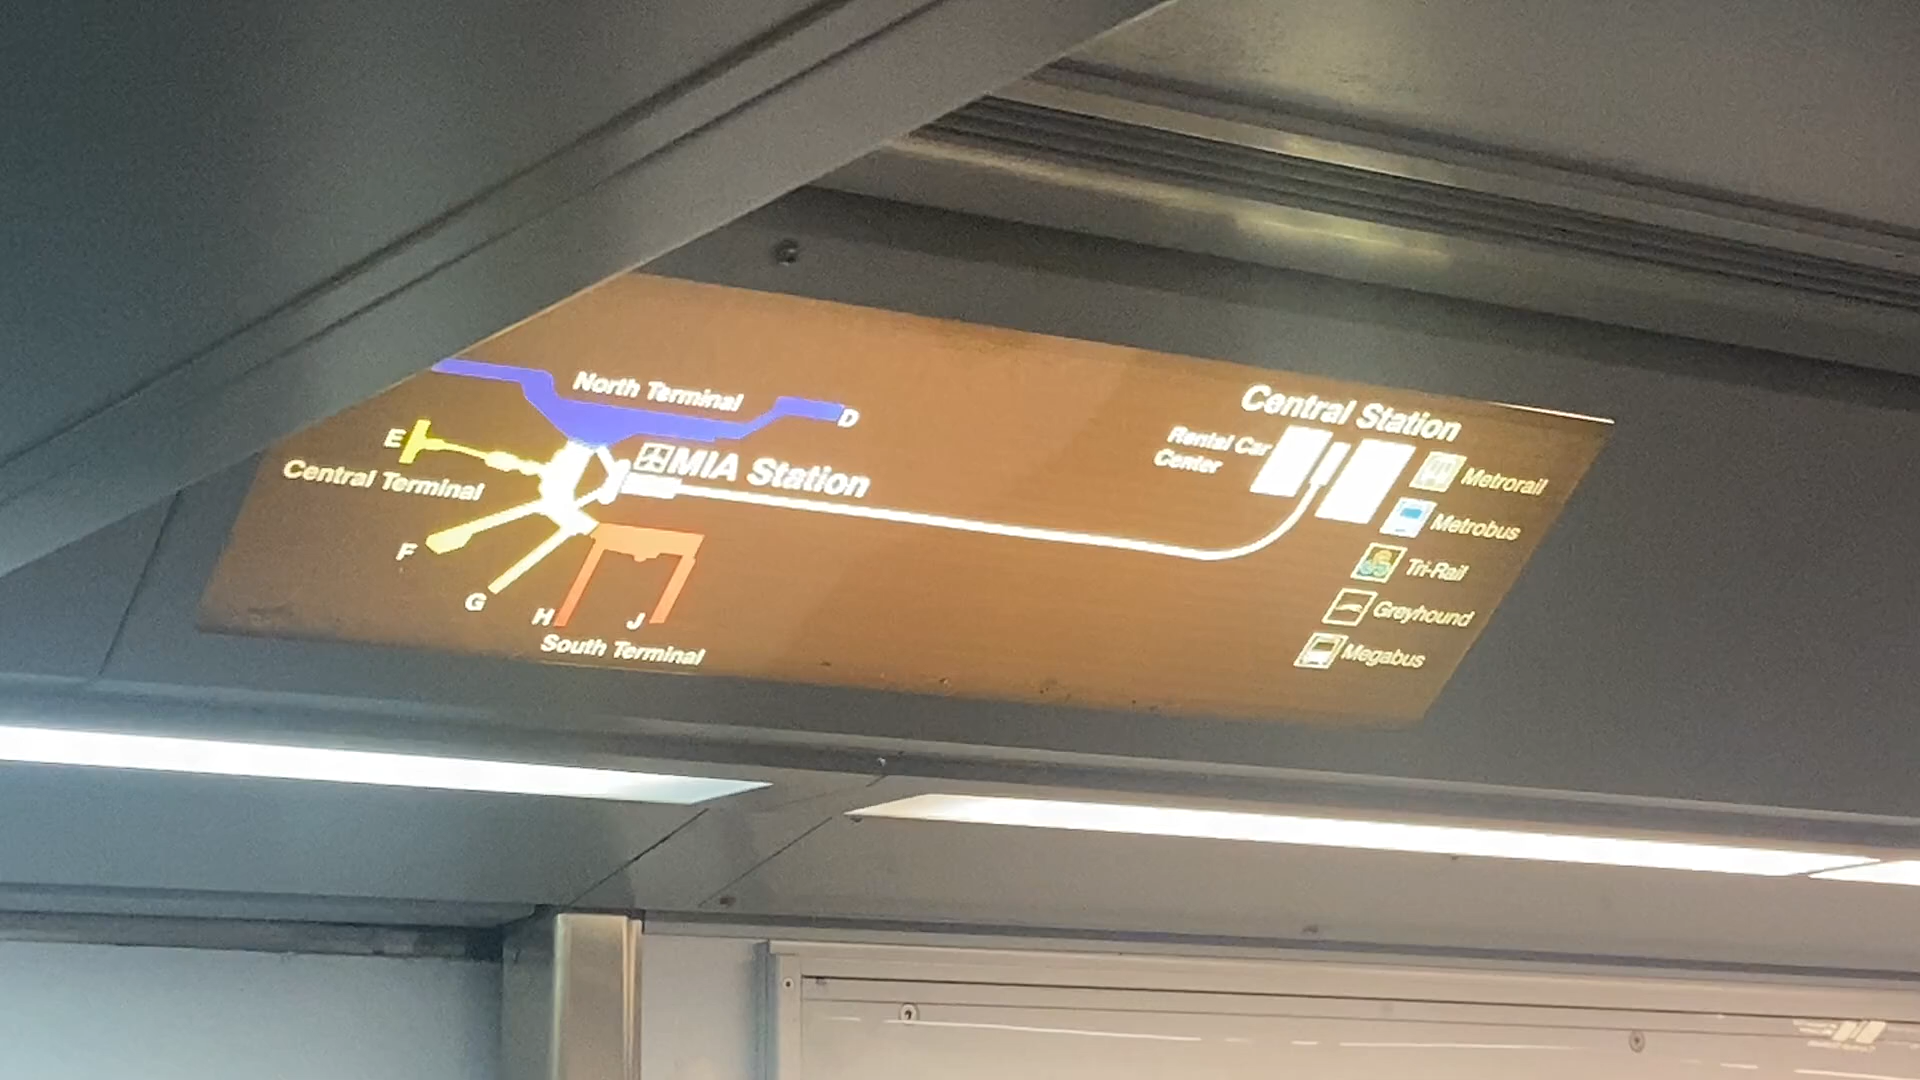 North Terminal
D
E
Central Terminal
MIA Station
F
G
H
J
South Terminal
Central Station
Rental Car
Center
Metrorail
Metrobus
Tri-Rail
Greyhound
Megabus